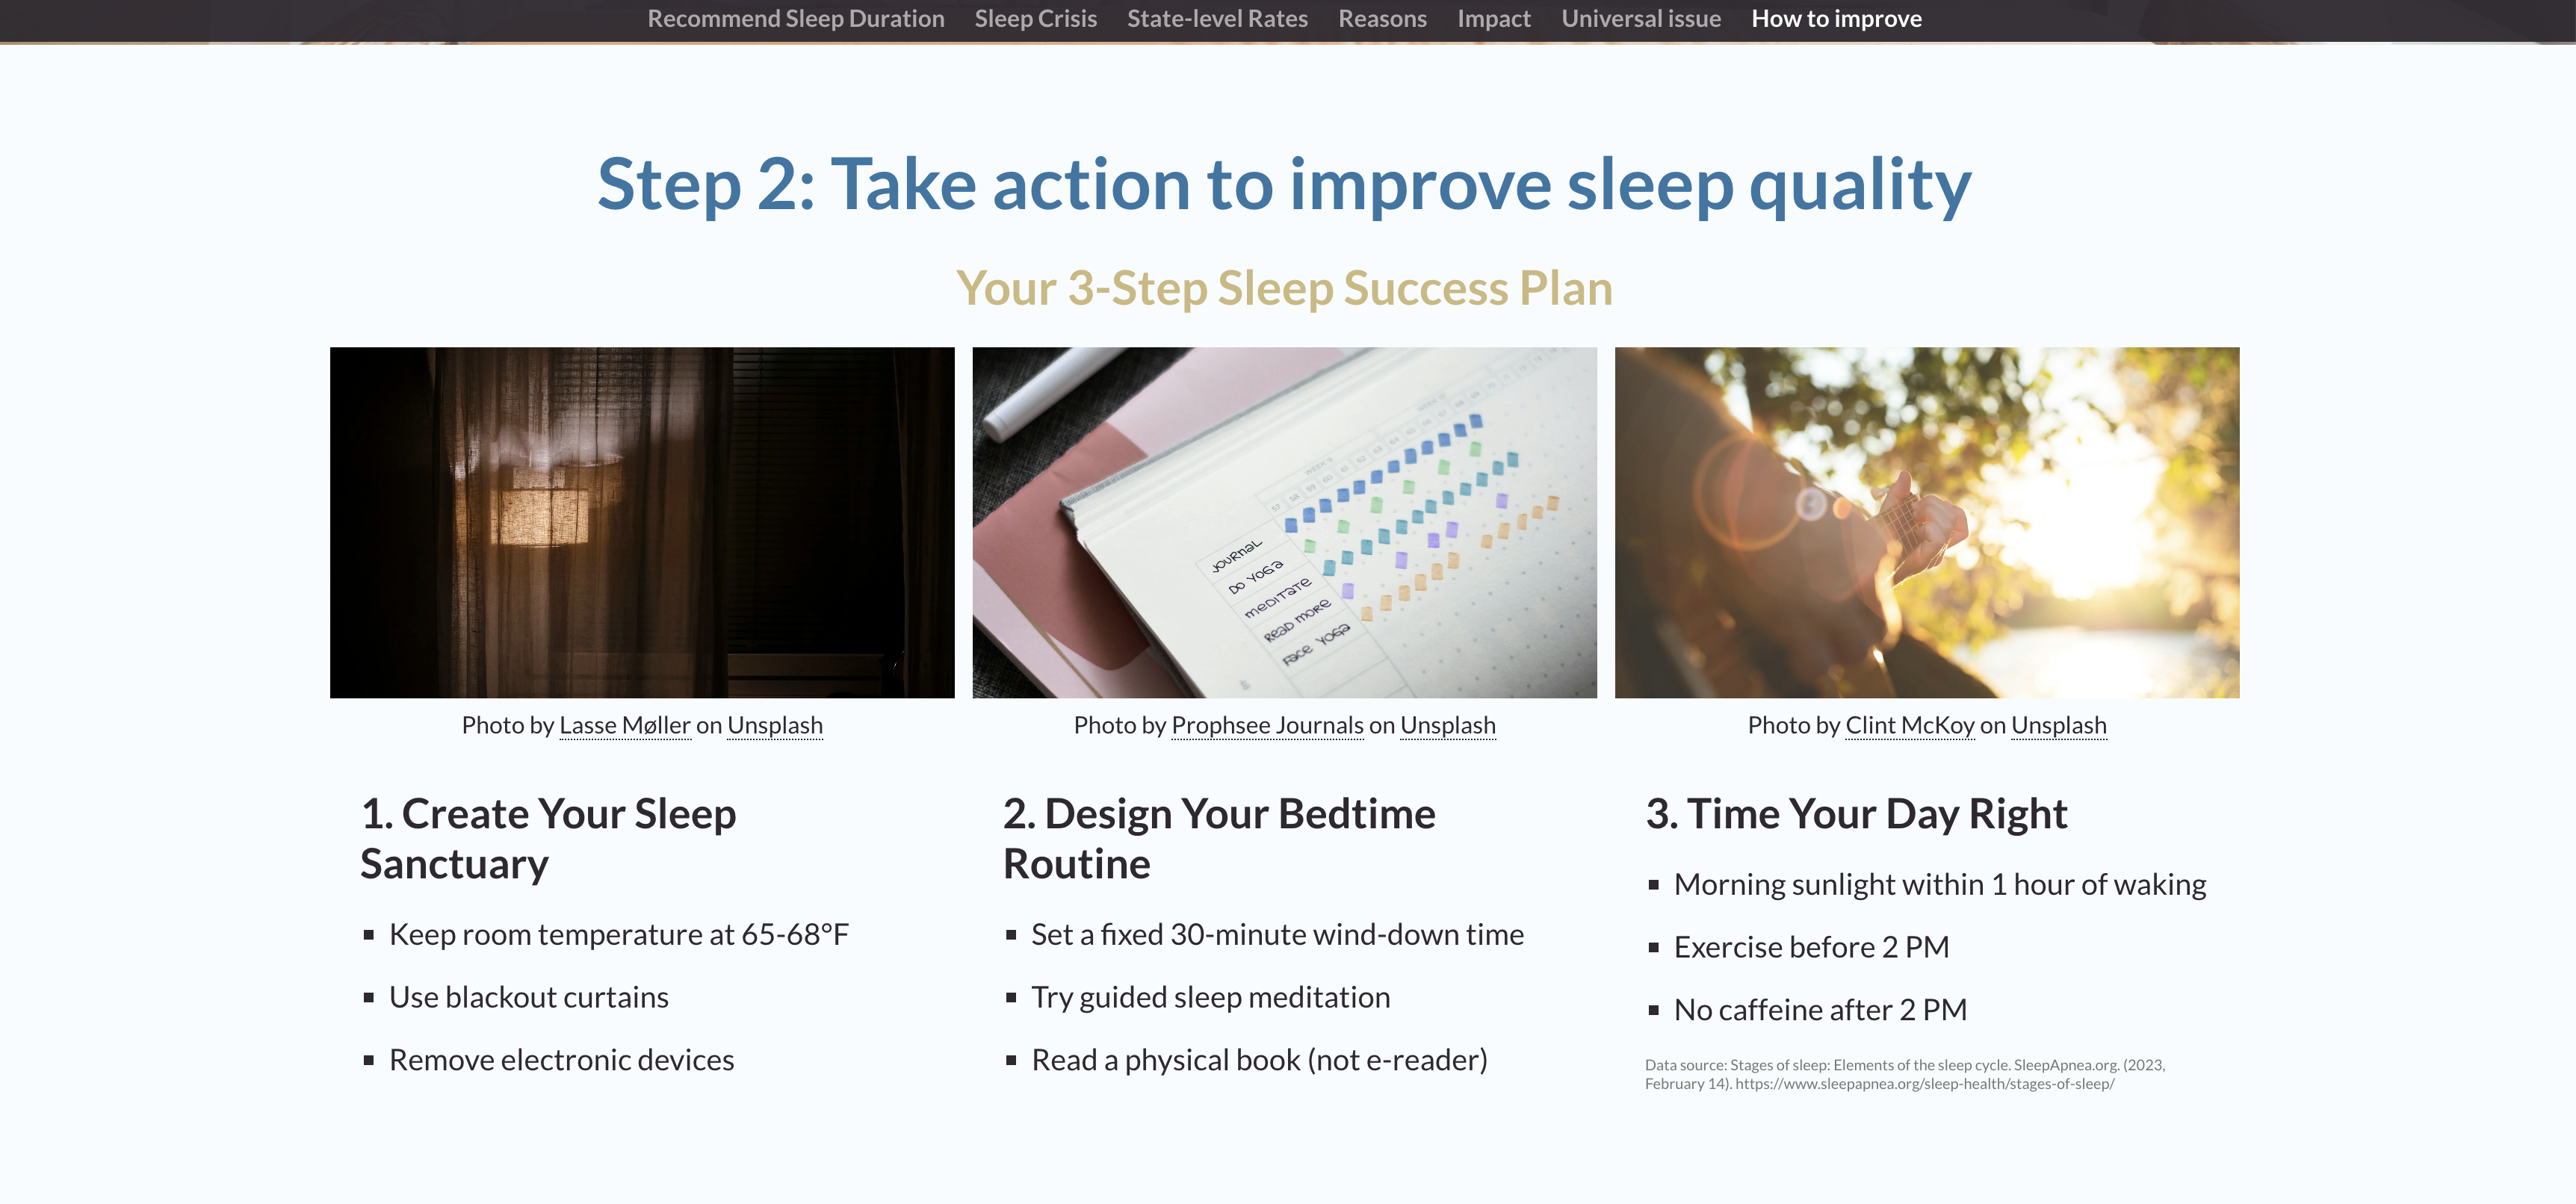 Recommend Sleep Duration Sleep Crisis State-level Rates Reasons Impact Universal issue How to improve
Step 2: Take action to improve sleep quality
Your 3-Step Sleep Success Plan
JOURNAL
DO YOGA
MEDITATE
READ MORE
FACE YOGA
Photo by Lasse Møller on Unsplash
Photo by Prophsee Journals on Unsplash
Photo by Clint McKoy on Unsplash
1. Create Your Sleep
Sanctuary
▪ Keep room temperature at 65-68°F
▪ Use blackout curtains
▪ Remove electronic devices
2. Design Your Bedtime
Routine
▪ Set a fixed 30-minute wind-down time
▪ Try guided sleep meditation
▪ Read a physical book (not e-reader)
3. Time Your Day Right
▪ Morning sunlight within 1 hour of waking
▪ Exercise before 2 PM
▪ No caffeine after 2 PM
Data source: Stages of sleep: Elements of the sleep cycle. SleepApnea.org. (2023,
February 14). https://www.sleepapnea.org/sleep-health/stages-of-sleep/